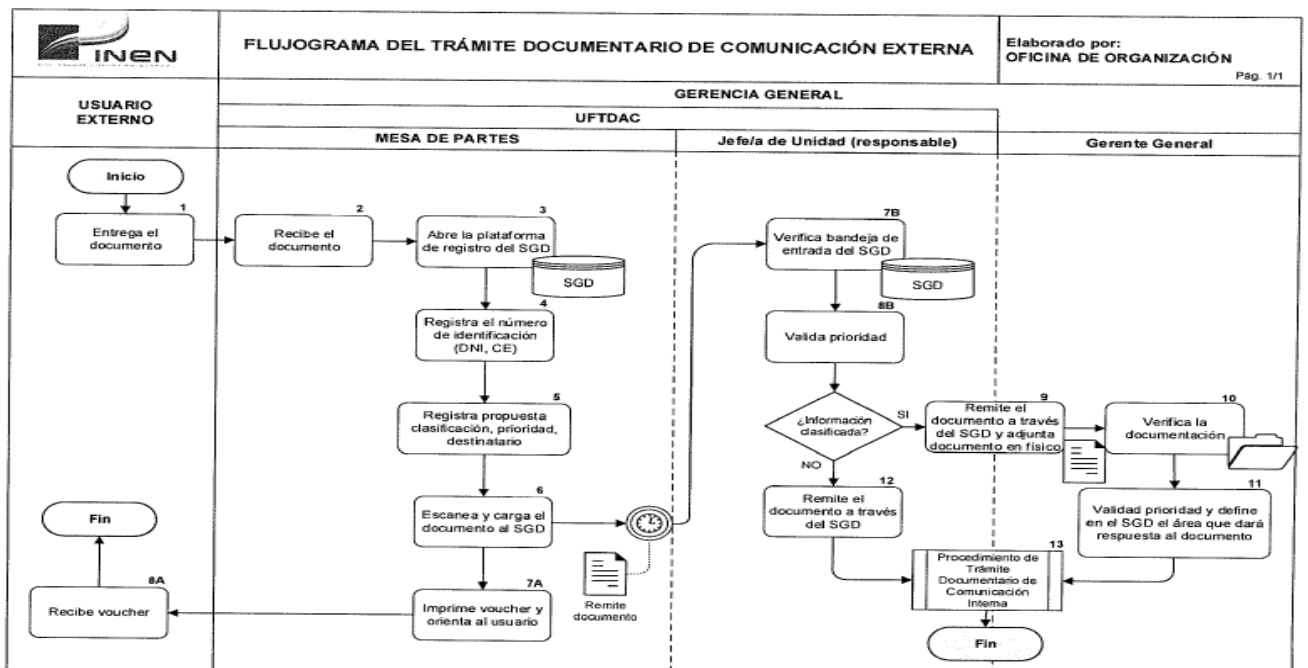 INEN
FLUJOGRAMA DEL TRÁMITE DOCUMENTARIO DE COMUNICACIÓN EXTERNA
Elaborado por:
OFICINA DE ORGANIZACIÓN
Pág. 1/1
USUARIO
EXTERNO
GERENCIA GENERAL
UFTDAC
MESA DE PARTES
Jefe/a de Unidad (responsable)
Gerente General
Inicio
1
Entrega el
documento
2
Recibe el
documento
3
Abre la plataforma
de registro del SGD
SGD
4
Registra el número
de identificación
(DNI, CE)
5
Registra propuesta
clasificación, prioridad,
destinatario
6
Escanea y carga el
documento al SGD
Remite
documento
7A
Imprime voucher y
orienta al usuario
8A
Recibe voucher
Fin
7B
Verifica bandeja de
entrada del SGD
SGD
8B
Valida prioridad
¿Información
clasificada?
SI
NO
9
Remite el
documento a través
del SGD y adjunta
documento en físico
10
Verifica la
documentación
11
Validad prioridad y define
en el SGD el área que dará
respuesta al documento
12
Remite el
documento a través
del SGD
13
Procedimiento de
Trámite
Documentario de
Comunicación
Interna
Fin